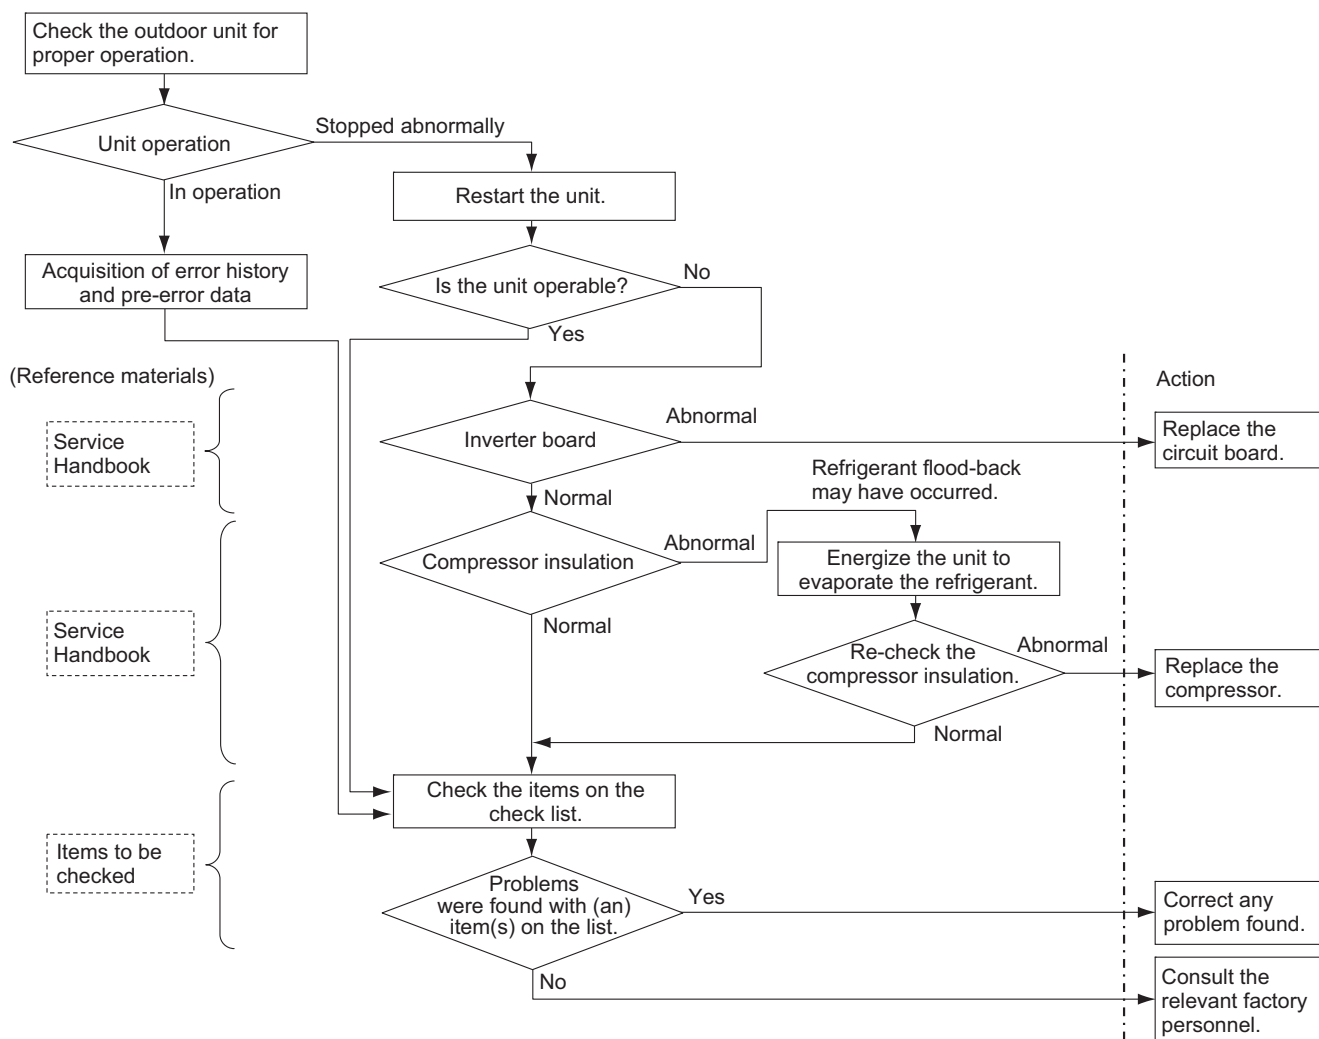 Check the outdoor unit for
proper operation.
Unit operation
Stopped abnormally
In operation
Restart the unit.
Acquisition of error history
and pre-error data
Is the unit operable?
No
Yes
(Reference materials)
Action
Service
Handbook
Inverter board
Abnormal
Replace the
circuit board.
Normal
Refrigerant flood-back
may have occurred.
Compressor insulation
Abnormal
Energize the unit to
evaporate the refrigerant.
Normal
Service
Handbook
Re-check the
compressor insulation.
Abnormal
Replace the
compressor.
Normal
Check the items on the
check list.
Items to be
checked
Problems
were found with (an)
item(s) on the list.
Yes
Correct any
problem found.
No
Consult the
relevant factory
personnel.